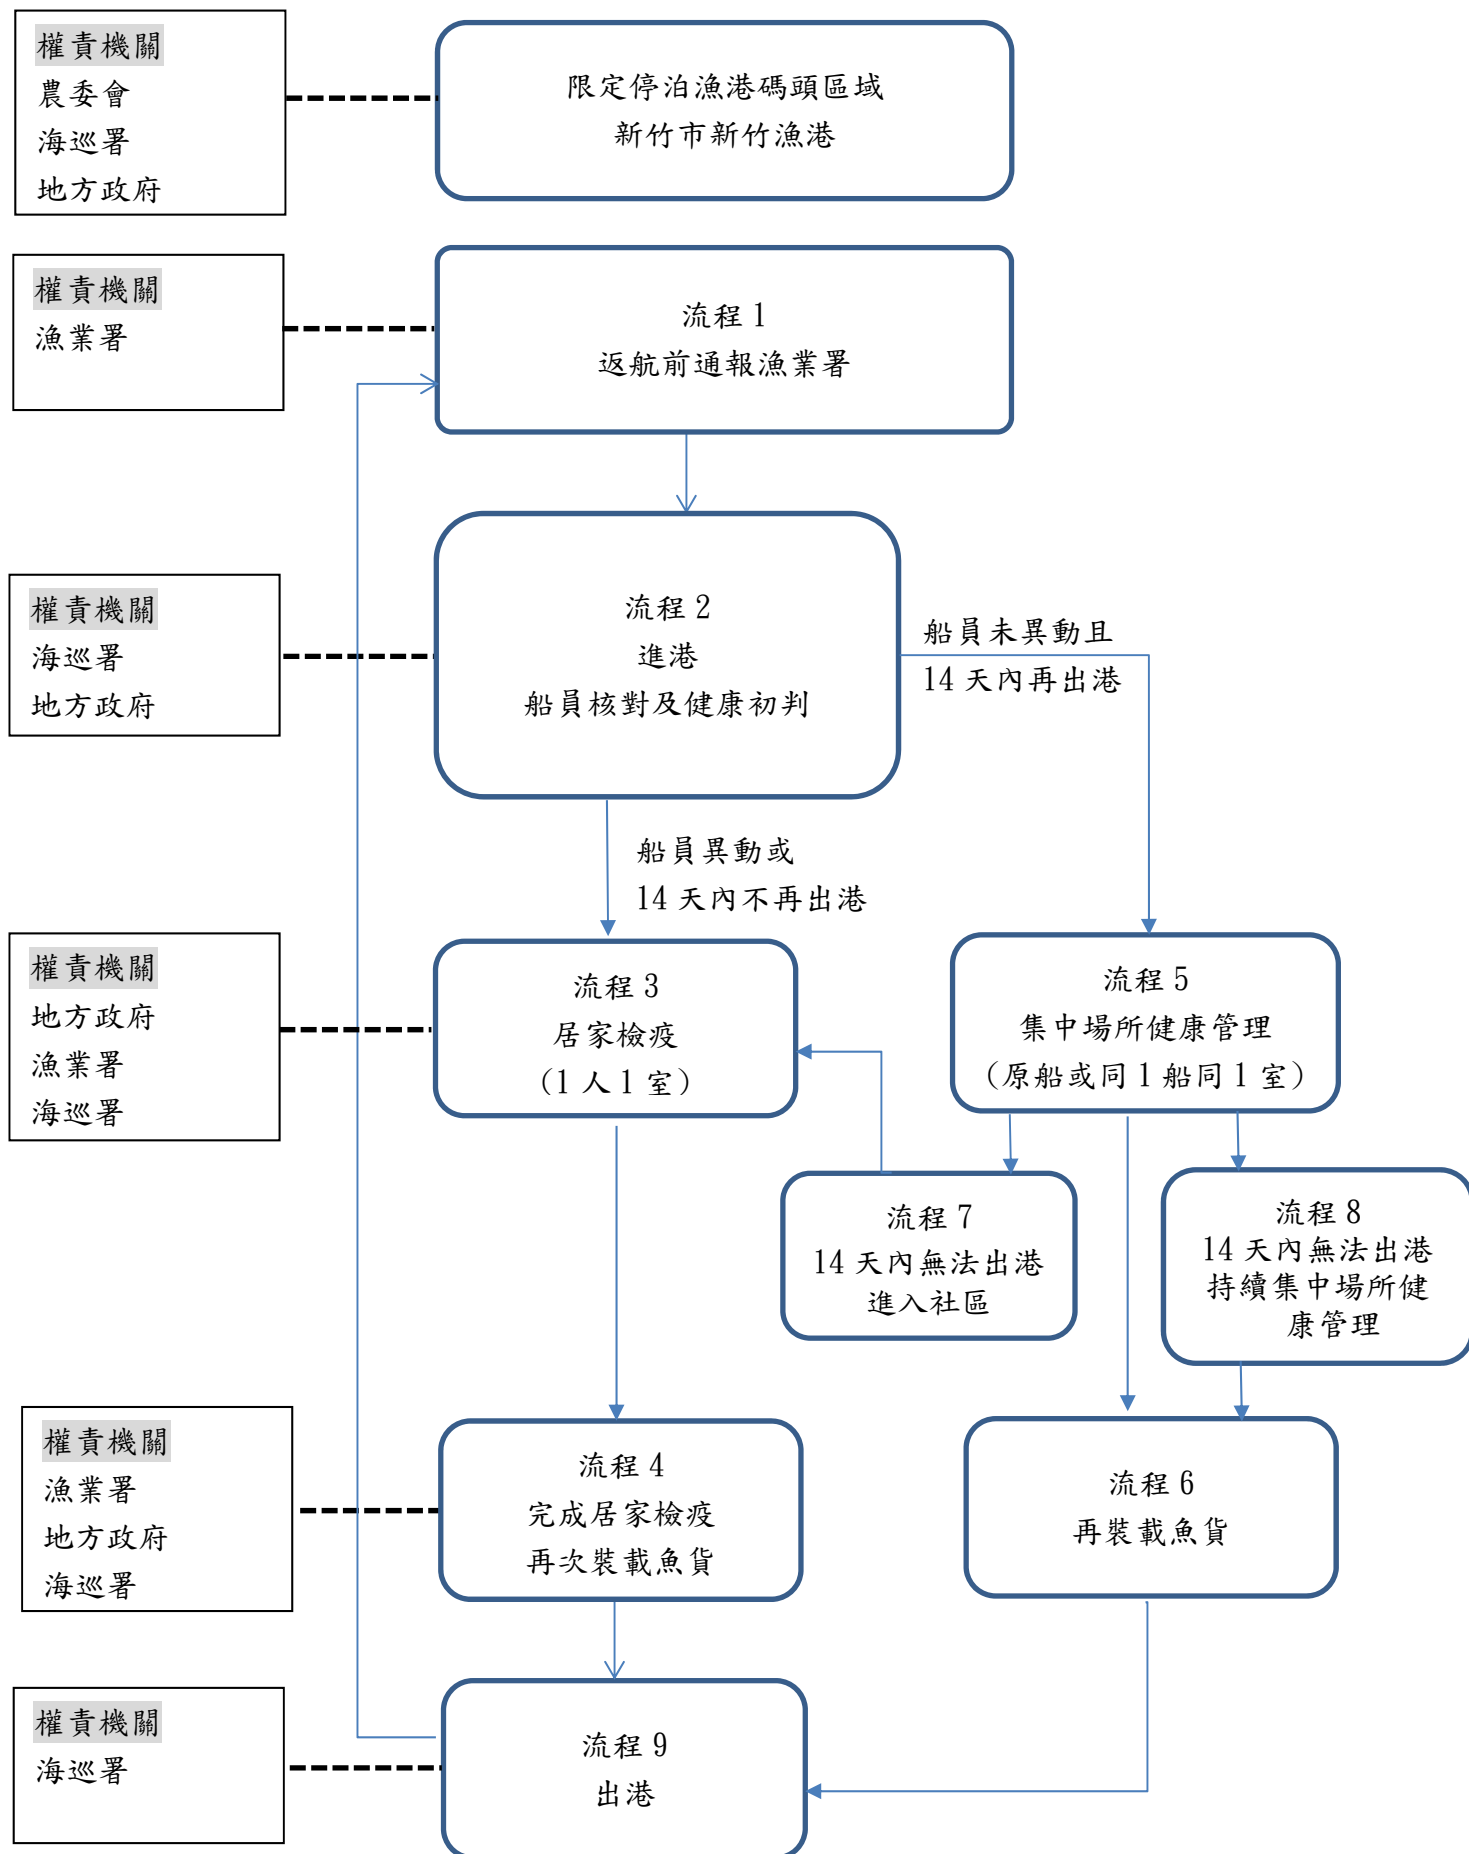 權責機關
農委會
海巡署
地方政府
限定停泊漁港碼頭區域
新竹市新竹漁港
權責機關
漁業署
流程 1
返航前通報漁業署
權責機關
海巡署
地方政府
流程 2
進港
船員核對及健康初判
船員未異動且
14 天內再出港
船員異動或
14 天內不再出港
權責機關
地方政府
漁業署
海巡署
流程 3
居家檢疫
（1 人 1 室）
流程 5
集中場所健康管理
（原船或同 1 船同 1 室）
流程 7
14 天內無法出港
進入社區
流程 8
14 天內無法出港
持續集中場所健
康管理
權責機關
漁業署
地方政府
海巡署
流程 4
完成居家檢疫
再次裝載魚貨
流程 6
再裝載魚貨
權責機關
海巡署
流程 9
出港